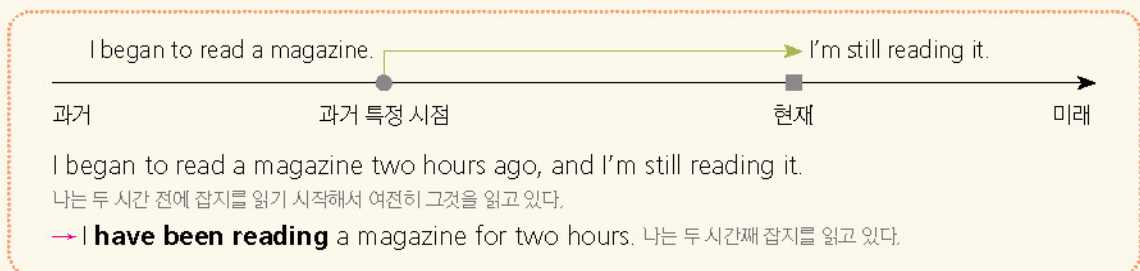 I began to read a magazine. I'm still reading it.
과거 과거 특정 시점 현재 미래
I began to read a magazine two hours ago, and I'm still reading it.
나는 두 시간 전에 잡지를 읽기 시작해서 여전히 그것을 읽고 있다.
→ I have been reading a magazine for two hours. 나는 두 시간째 잡지를 읽고 있다.